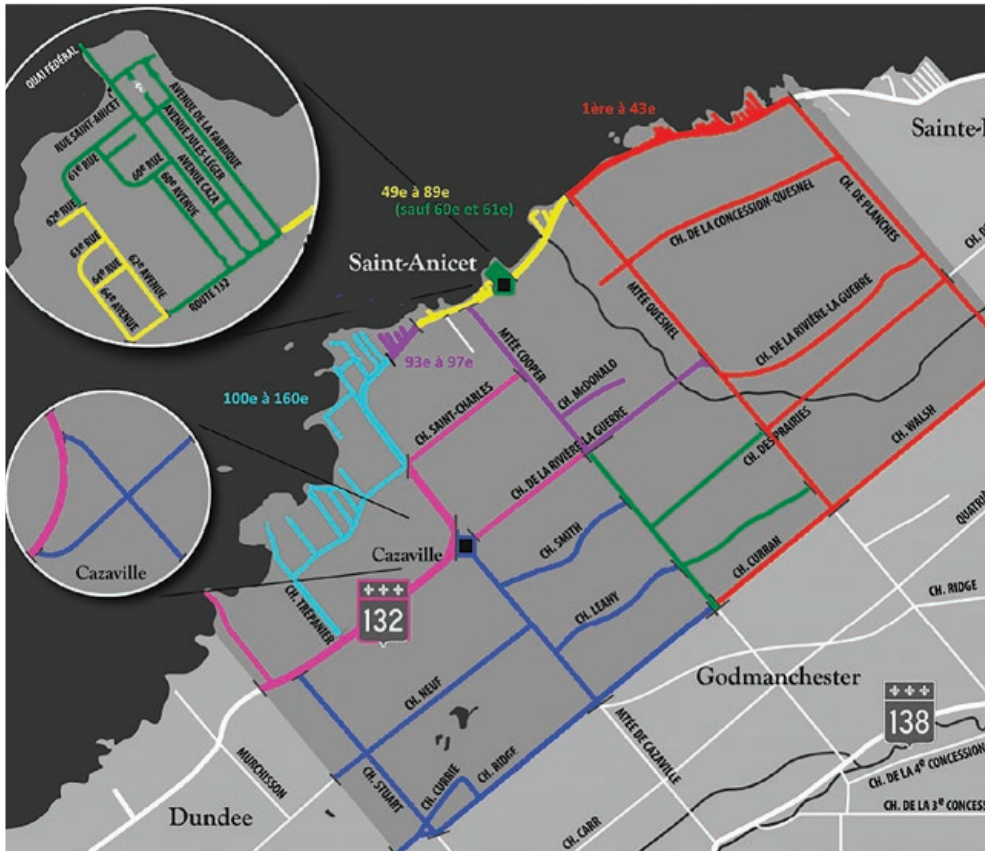 QUAI FÉDÉRAL
RUE SAINT-ANICET
AVENUE DE LA FABRIQUE
AVENUE JULES-LÉGER
AVENUE CAZA
61e RUE
60e RUE
60e AVENUE
62e RUE
63e RUE
64e RUE
62e AVENUE
64e AVENUE
ROUTE 132
1ère à 43e
Sainte-
49e à 89e
(sauf 60e et 61e)
Saint-Anicet
CH. DE LA CONCESSION-QUESNEL
CH. DE PLANCHES
MTÉE QUESNEL
CH. DE LA RIVIÈRE-LA GUERRE
MTÉE COOPER
93e à 97e
CH. McDONALD
100e à 160e
CH. SAINT-CHARLES
CH. DE LA RIVIÈRE-LA GUERRE
CH. DES PRAIRIES
CH. WALSH
CH. SMITH
CH. CURRAN
QUATRIÈ
Cazaville
Cazaville
CH. LEAHY
CH. RIDGE
CH. TRÉPANIER
132
Godmanchester
138
CH. NEUF
MTÉE DE CAZAVILLE
MURCHISSON
CH. STUART
CH. CURRIE
CH. RIDGE
CH. DE LA 4e CONCESSION
CH. DE LA 3e CONCESS
CH. CARR
Dundee